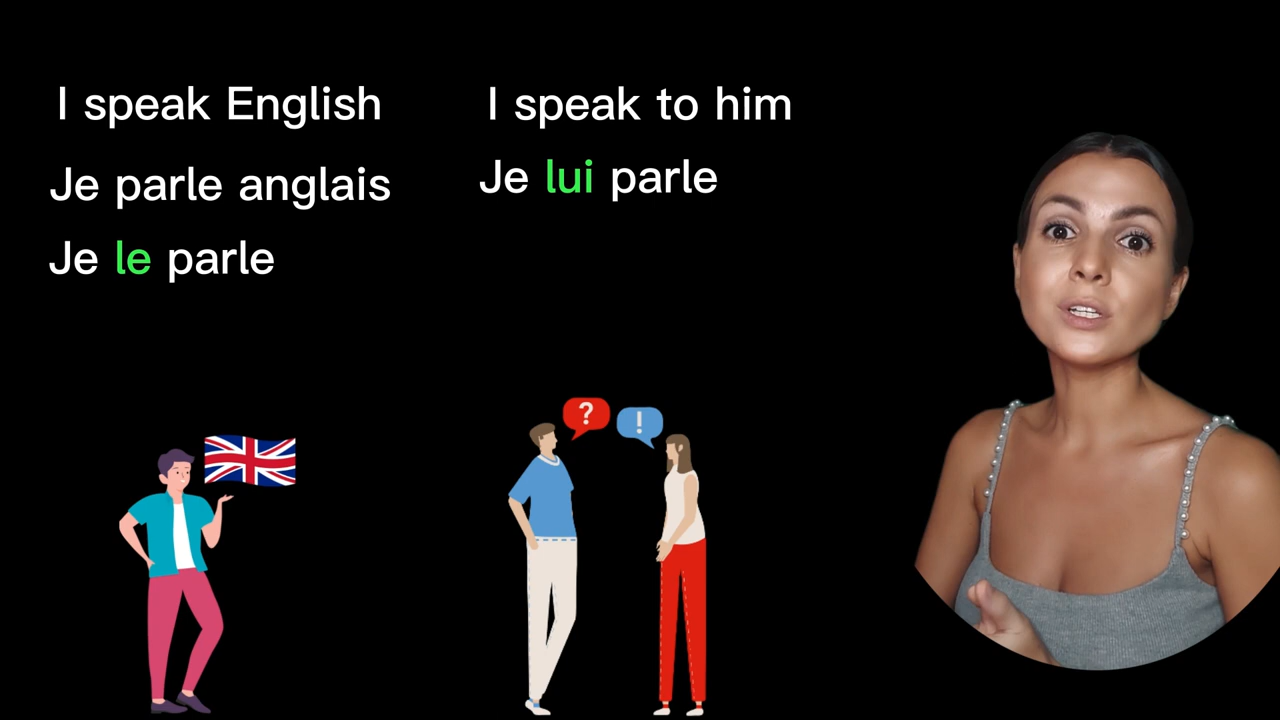 I speak English
Je parle anglais
Je le parle
I speak to him
Je lui parle
?
!